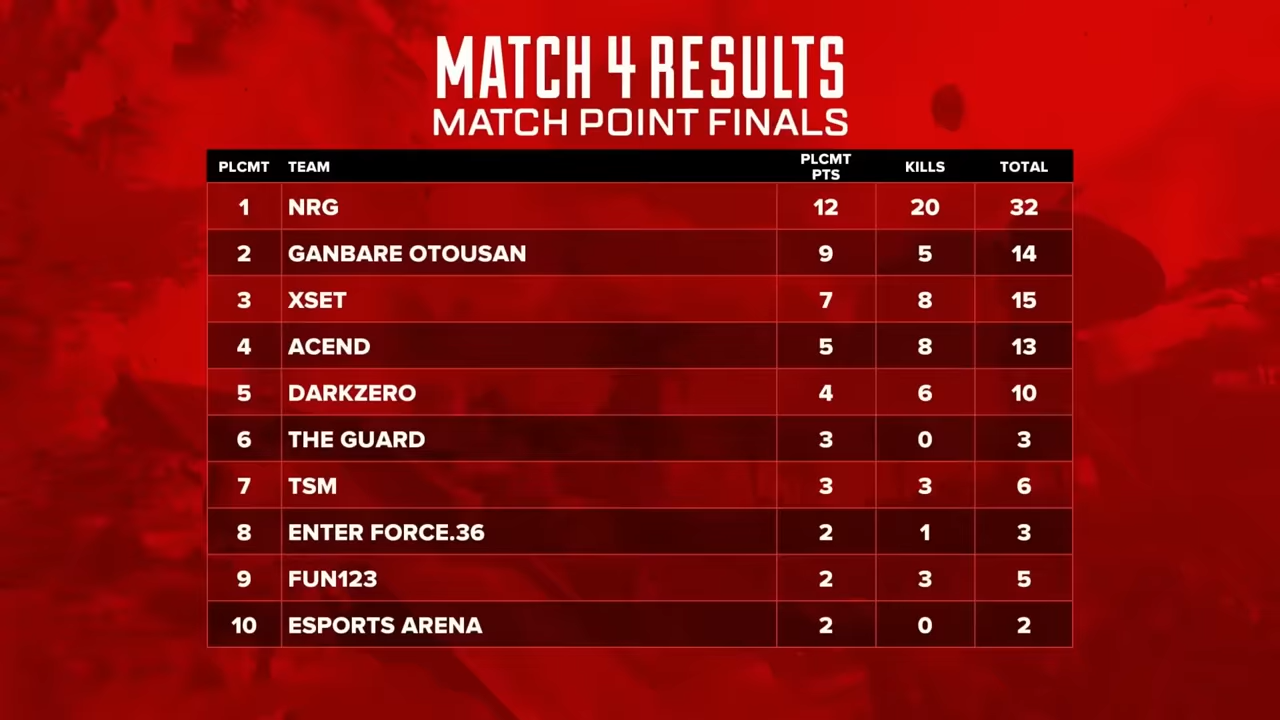 MATCH 4 RESULTS
MATCH POINT FINALS
PLCMT TEAM PLCMT PTS KILLS TOTAL
1 NRG 12 20 32
2 GANBARE OTOUSAN 9 5 14
3 XSET 7 8 15
4 ACEND 5 8 13
5 DARKZERO 4 6 10
6 THE GUARD 3 0 3
7 TSM 3 3 6
8 ENTER FORCE.36 2 1 3
9 FUN123 2 3 5
10 ESPORTS ARENA 2 0 2